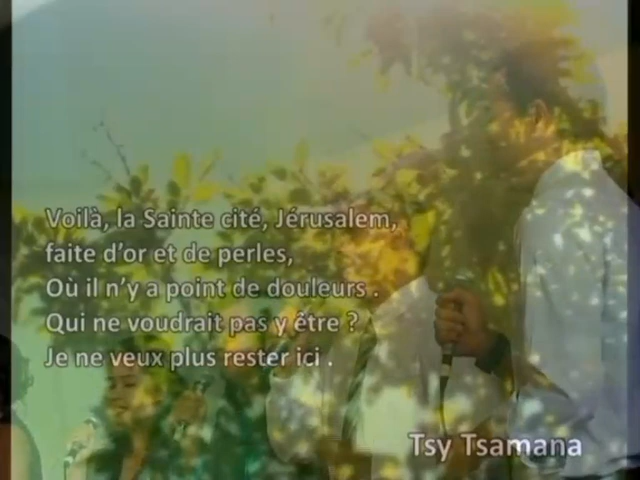 Voilà, la Sainte cité, Jérusalem,
faite d'or et de perles,
Où il n'y a point de douleurs .
Qui ne voudrait pas y être ?
Je ne veux plus rester ici .
Tsy Tsamana